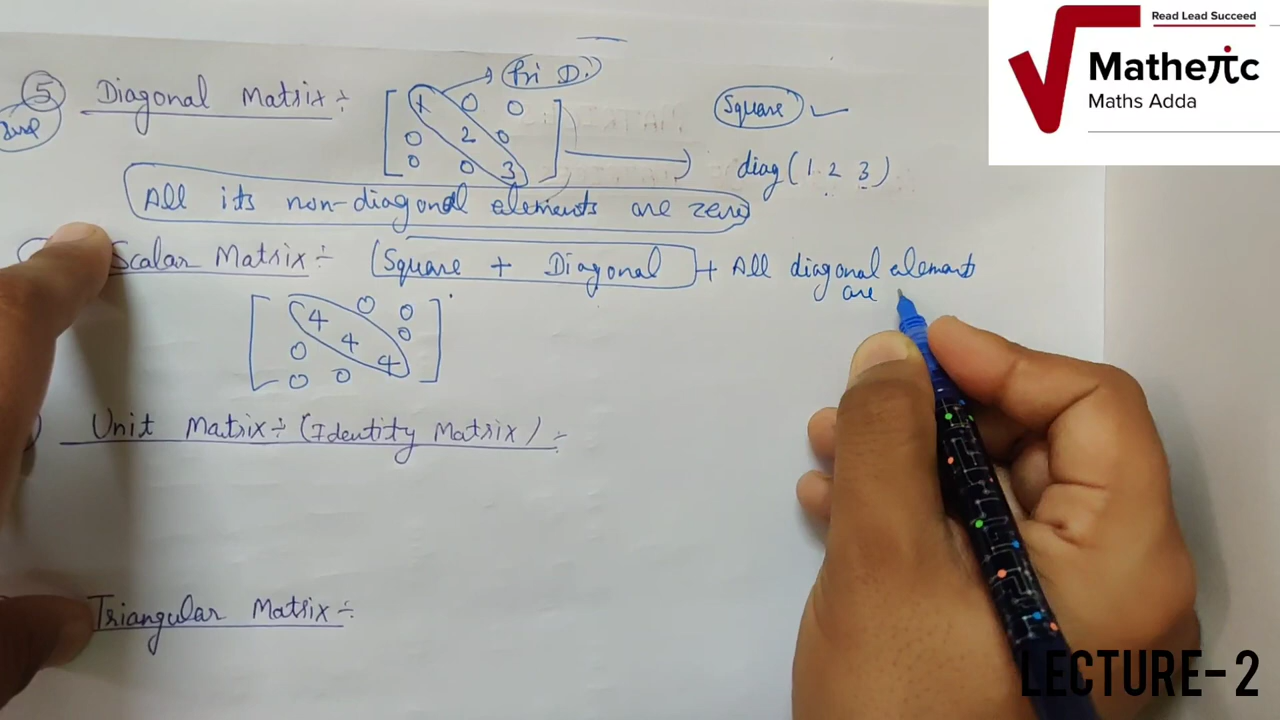 Read Lead Succeed
Matheπc
Maths Adda
5 Diagonal Matrix ÷
Pri D.
1 0 0
0 2 0
0 0 3
Square ✓
diag (1 2 3)
All its non-diagonal elements are zero
Scalar Matrix ÷ (Square + Diagonal) + All diagonal elements
are
4 0 0
0 4 0
0 0 4
Unit Matrix ÷ (Identity Matrix) ÷
Triangular Matrix ÷
LECTURE- 2